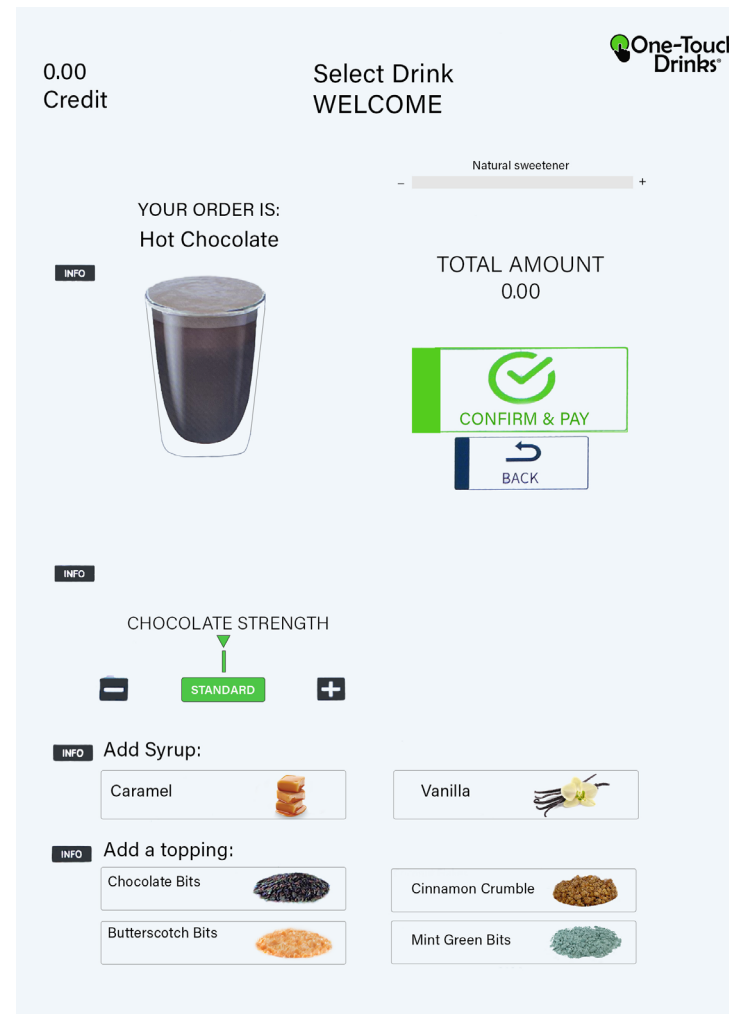 0.00
Credit
Select Drink
WELCOME
One-Touch
Drinks®
Natural sweetener
– +
YOUR ORDER IS:
Hot Chocolate
INFO
TOTAL AMOUNT
0.00
CONFIRM & PAY
BACK
INFO
CHOCOLATE STRENGTH
STANDARD
INFO Add Syrup:
Caramel
Vanilla
INFO Add a topping:
Chocolate Bits
Cinnamon Crumble
Butterscotch Bits
Mint Green Bits